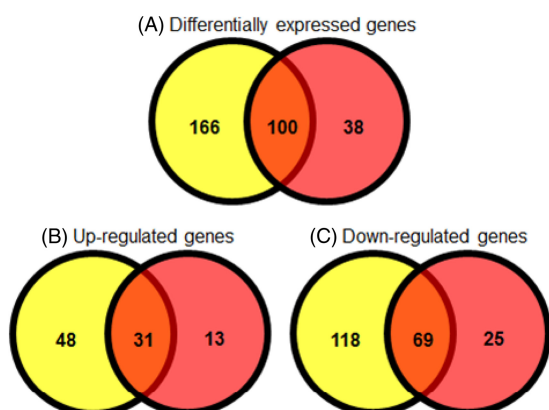 (A) Differentially expressed genes
166 100 38
(B) Up-regulated genes
48 31 13
(C) Down-regulated genes
118 69 25